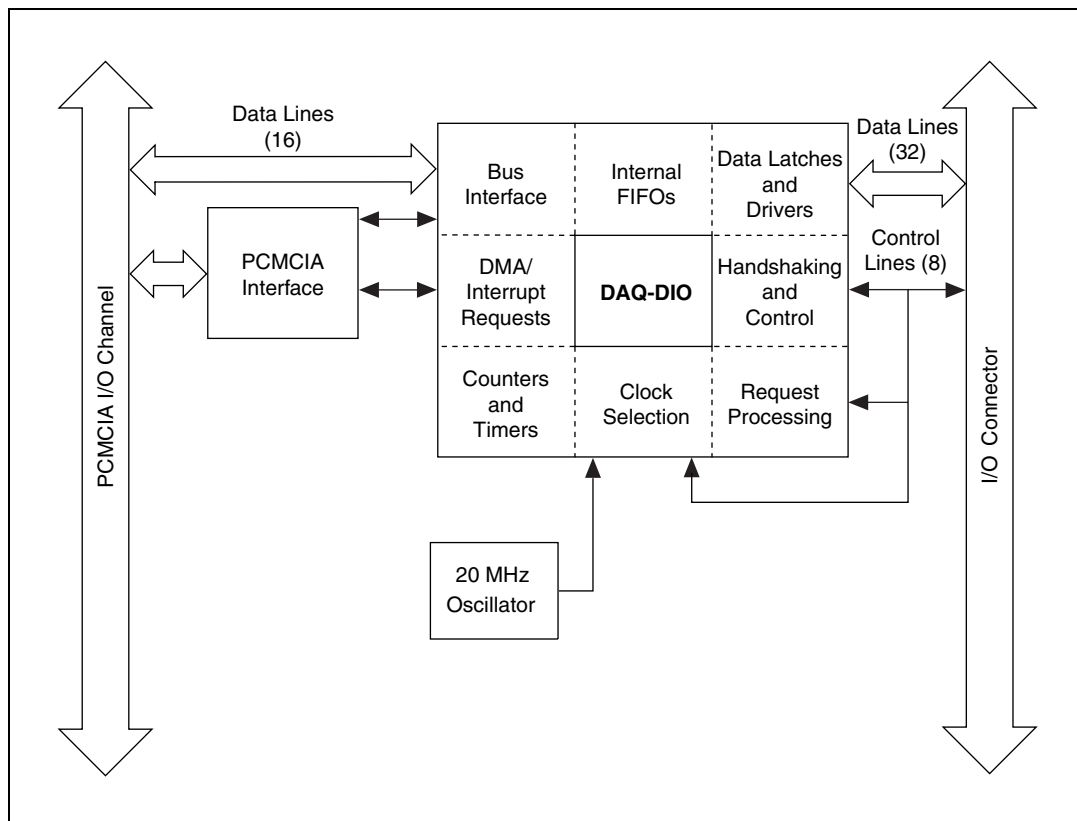 PCMCIA I/O Channel
Data Lines
(16)
PCMCIA
Interface
Bus
Interface
Internal
FIFOs
Data Latches
and
Drivers
DMA/
Interrupt
Requests
DAQ-DIO
Handshaking
and
Control
Counters
and
Timers
Clock
Selection
Request
Processing
Data Lines
(32)
Control
Lines (8)
20 MHz
Oscillator
I/O Connector